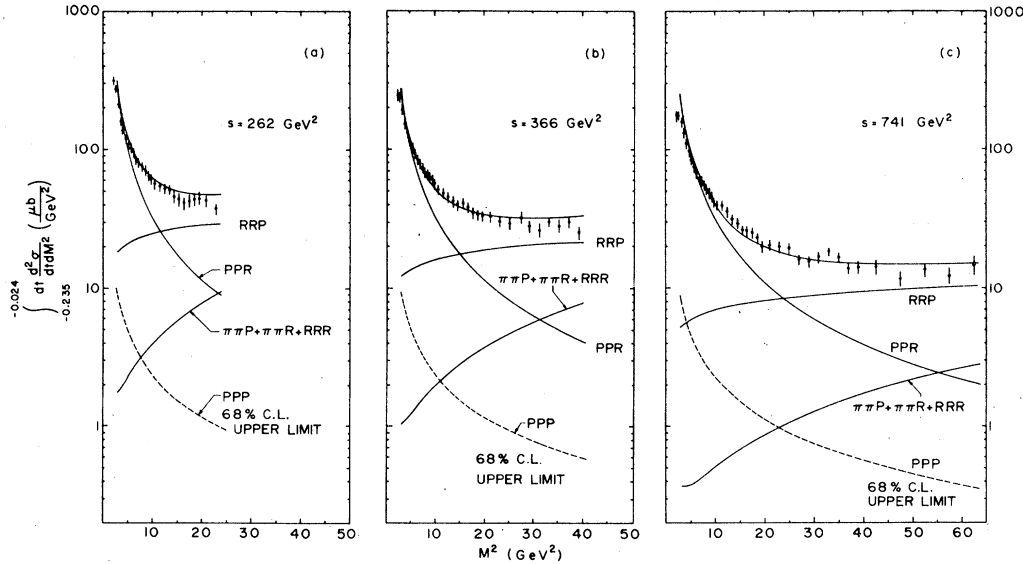 1000
100
10
1
∫ -0.024 -0.235 dt d²σ/dtdM² (μb/GeV²)
(a)
s = 262 GeV²
RRP
PPR
ππP+ππR+RRR
PPP
68% C.L.
UPPER LIMIT
10 20 30 40 50
(b)
s = 366 GeV²
RRP
ππP+ππR+RRR
PPR
PPP
68% C.L.
UPPER LIMIT
10 20 30 40 50
M² (GeV²)
(c)
s = 741 GeV²
RRP
PPR
ππP+ππR+RRR
PPP
68% C.L.
UPPER LIMIT
10 20 30 40 50 60
1000
100
10
1